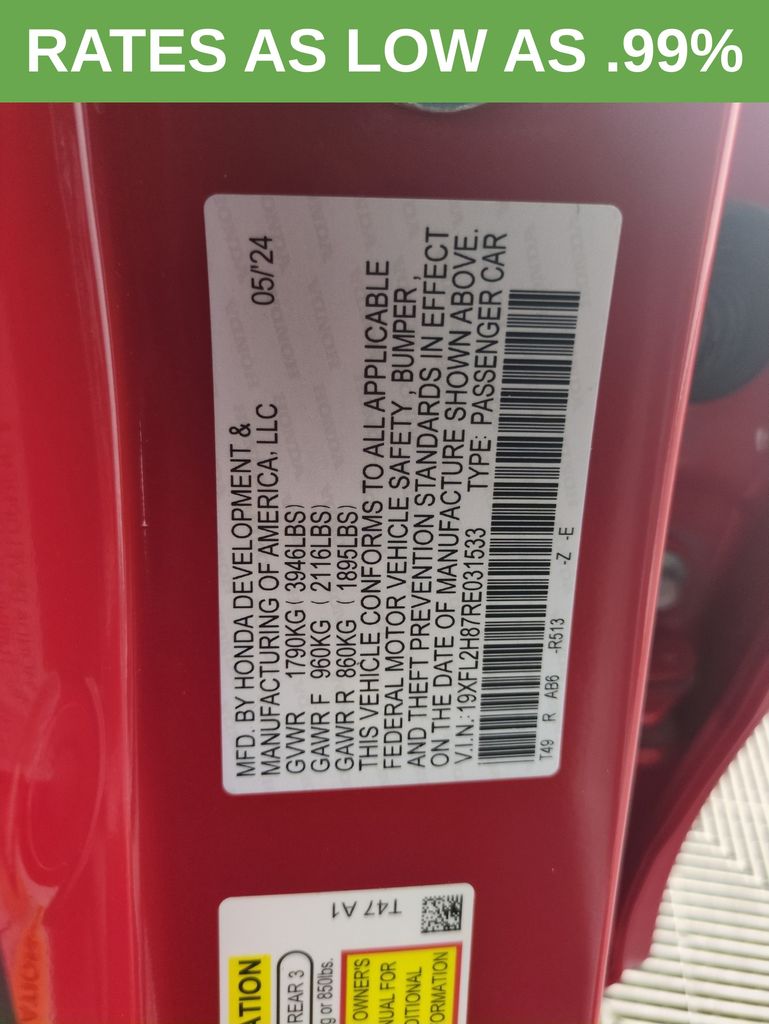 RATES AS LOW AS .99%
MFD. BY HONDA DEVELOPMENT &
MANUFACTURING OF AMERICA, LLC 05/'24
GVWR 1790KG ( 3946LBS)
GAWR F 960KG ( 2116LBS)
GAWR R 860KG ( 1895LBS)
THIS VEHICLE CONFORMS TO ALL APPLICABLE
FEDERAL MOTOR VEHICLE SAFETY , BUMPER ,
AND THEFT PREVENTION STANDARDS IN EFFECT
ON THE DATE OF MANUFACTURE SHOWN ABOVE.
V.I.N.:19XFL2H87RE031533 TYPE: PASSENGER CAR
T49 R AB6 -R513 -Z -E
T47 A1
REAR 3
or 850lbs.
OWNER'S
FOR